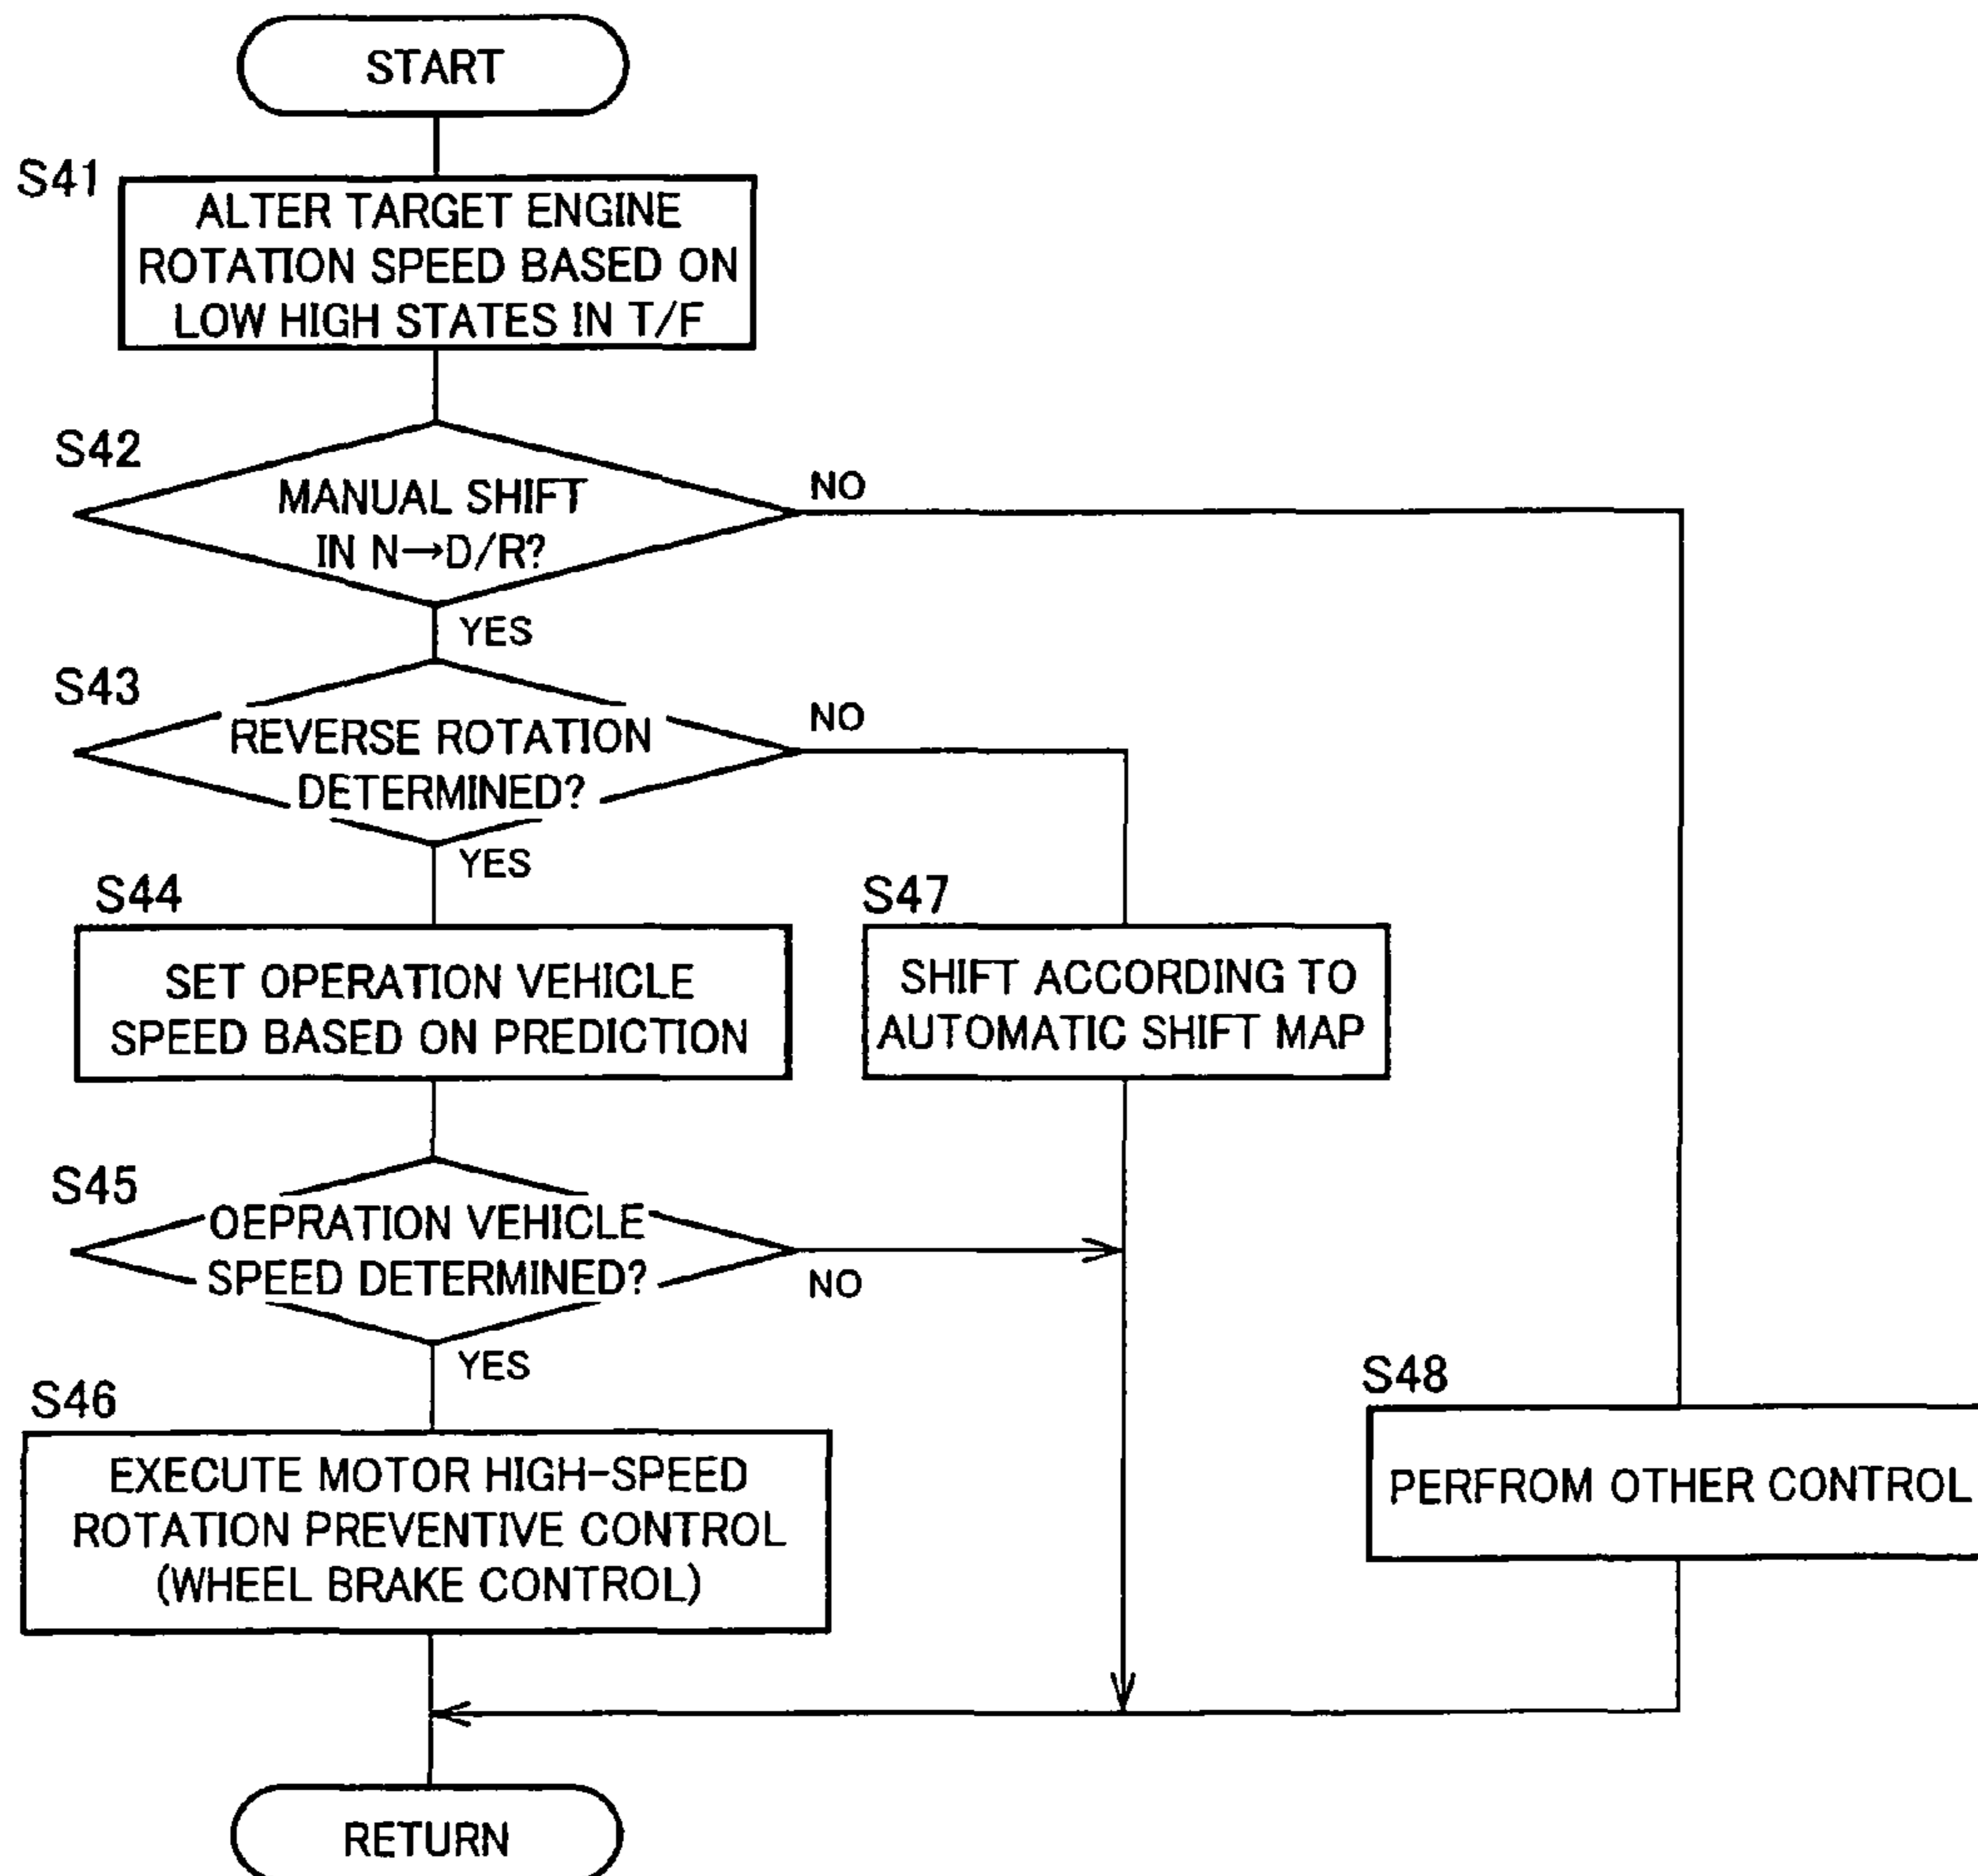 START
S41
ALTER TARGET ENGINE
ROTATION SPEED BASED ON
LOW HIGH STATES IN T/F
S42
MANUAL SHIFT
IN N→D/R?
NO
YES
S43
REVERSE ROTATION
DETERMINED?
NO
YES
S44
SET OPERATION VEHICLE
SPEED BASED ON PREDICTION
S47
SHIFT ACCORDING TO
AUTOMATIC SHIFT MAP
S45
OEPRATION VEHICLE
SPEED DETERMINED?
NO
YES
S46
EXECUTE MOTOR HIGH-SPEED
ROTATION PREVENTIVE CONTROL
(WHEEL BRAKE CONTROL)
S48
PERFROM OTHER CONTROL
RETURN